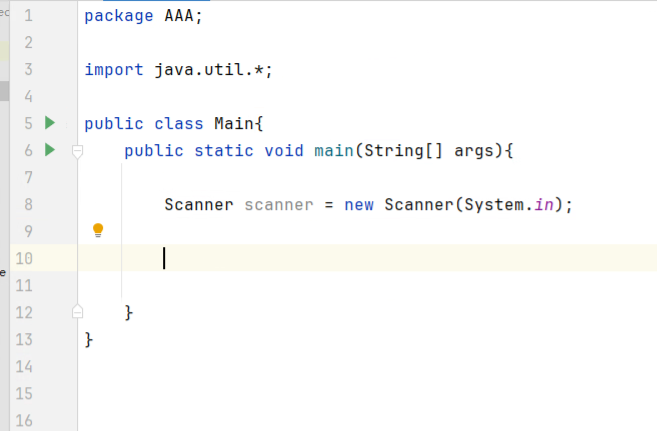 ec
1 package AAA;
2
3 import java.util.*;
4
5 public class Main{
6 public static void main(String[] args){
7
8 Scanner scanner = new Scanner(System.in);
9
10
e
11
12 }
13 }
14
15
16